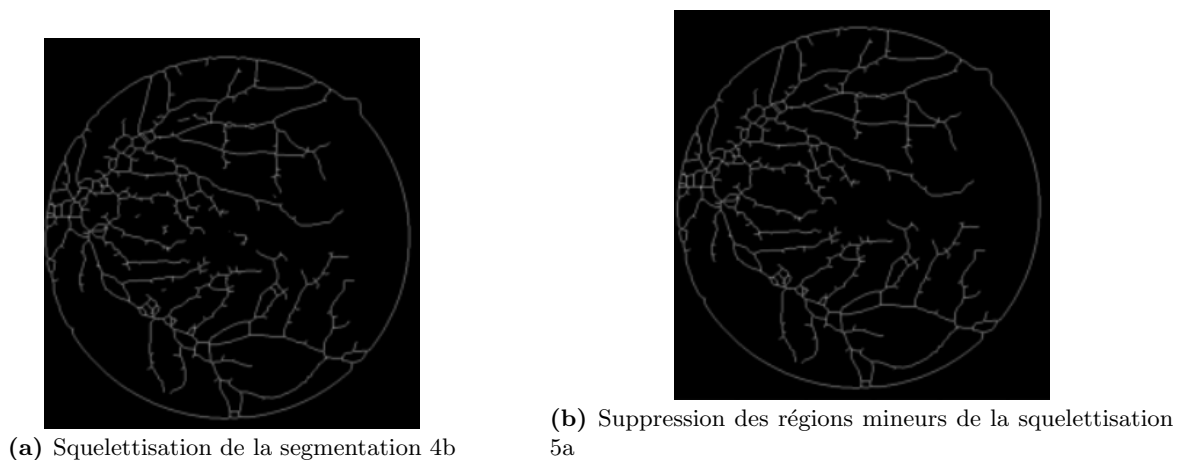 (a) Squelettisation de la segmentation 4b
(b) Suppression des régions mineurs de la squelettisation
5a